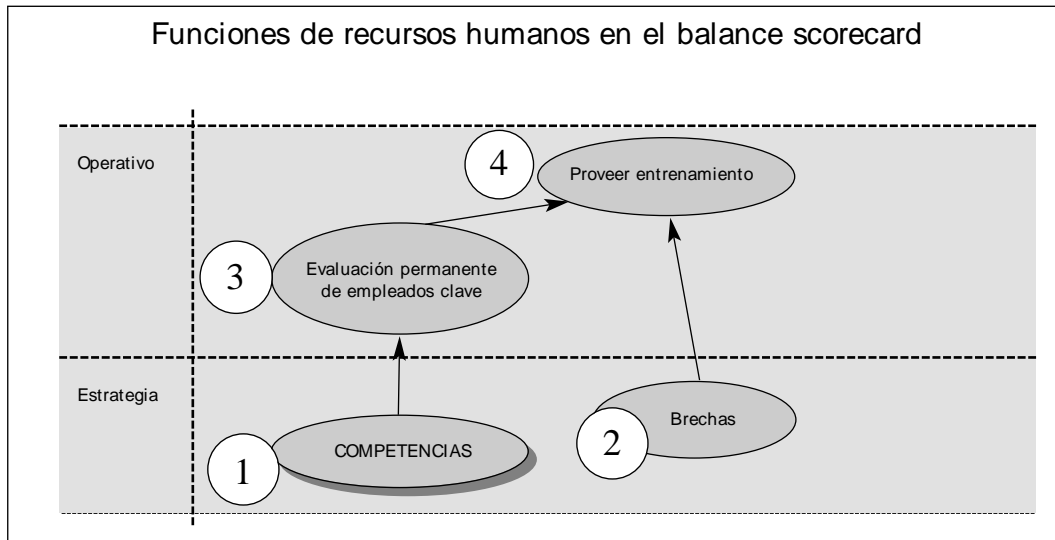 Funciones de recursos humanos en el balance scorecard
Operativo
4
Proveer entrenamiento
3
Evaluación permanente
de empleados clave
Estrategia
1
COMPETENCIAS
2
Brechas